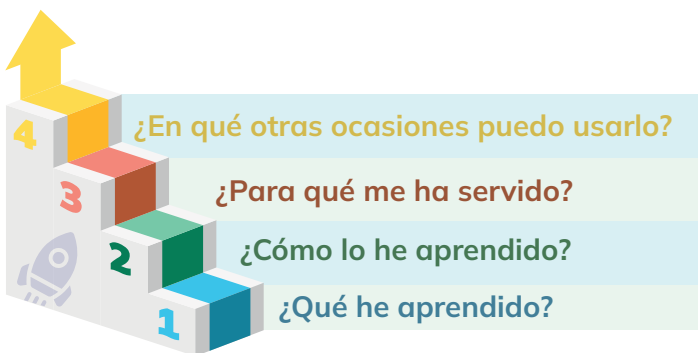 4 ¿En qué otras ocasiones puedo usarlo?
3 ¿Para qué me ha servido?
2 ¿Cómo lo he aprendido?
1 ¿Qué he aprendido?